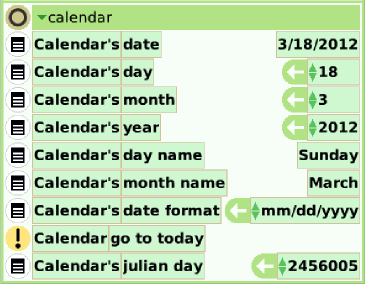 calendar
Calendar's date 3/18/2012
Calendar's day 18
Calendar's month 3
Calendar's year 2012
Calendar's day name Sunday
Calendar's month name March
Calendar's date format mm/dd/yyyy
! Calendar go to today
Calendar's julian day 2456005